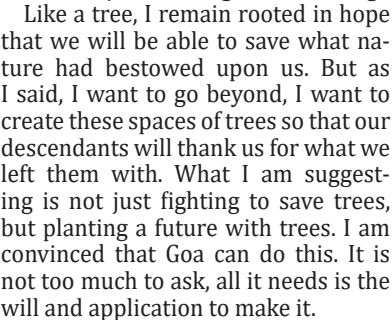 Like a tree, I remain rooted in hope
that we will be able to save what na-
ture had bestowed upon us. But as
I said, I want to go beyond, I want to
create these spaces of trees so that our
descendants will thank us for what we
left them with. What I am suggest-
ing is not just fighting to save trees,
but planting a future with trees. I am
convinced that Goa can do this. It is
not too much to ask, all it needs is the
will and application to make it.